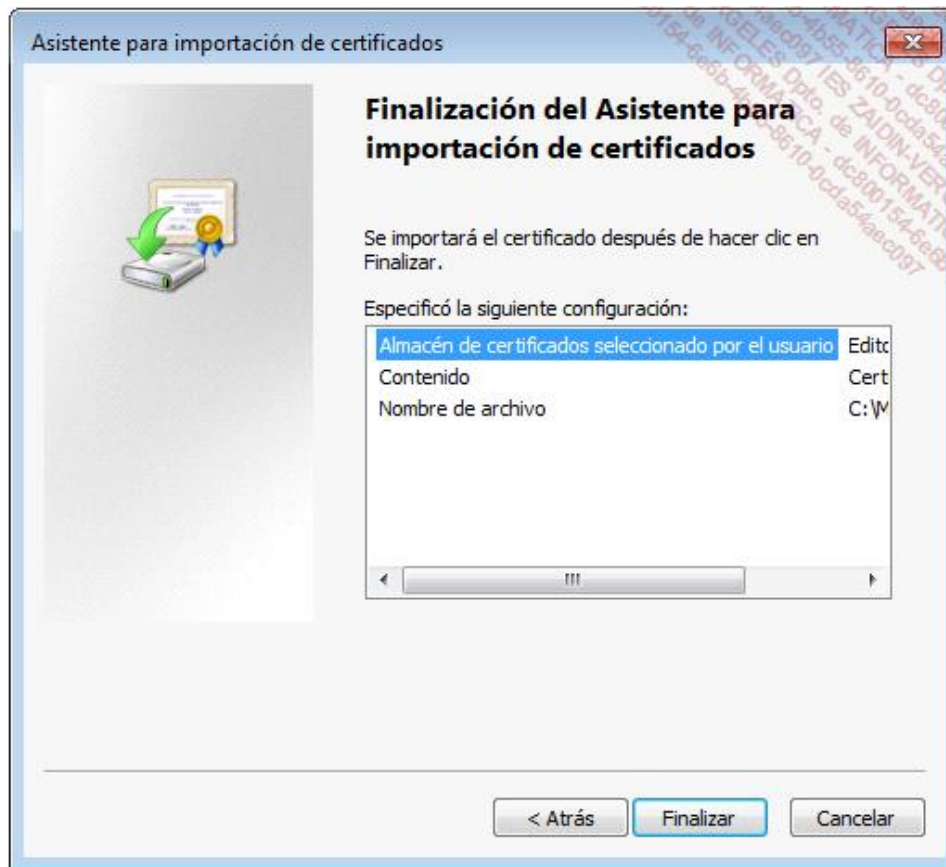 Asistente para importación de certificados
Finalización del Asistente para
importación de certificados
Se importará el certificado después de hacer clic en
Finalizar.
Especificó la siguiente configuración:
Almacén de certificados seleccionado por el usuario Edito
Contenido Cert
Nombre de archivo C:\M
< Atrás Finalizar Cancelar